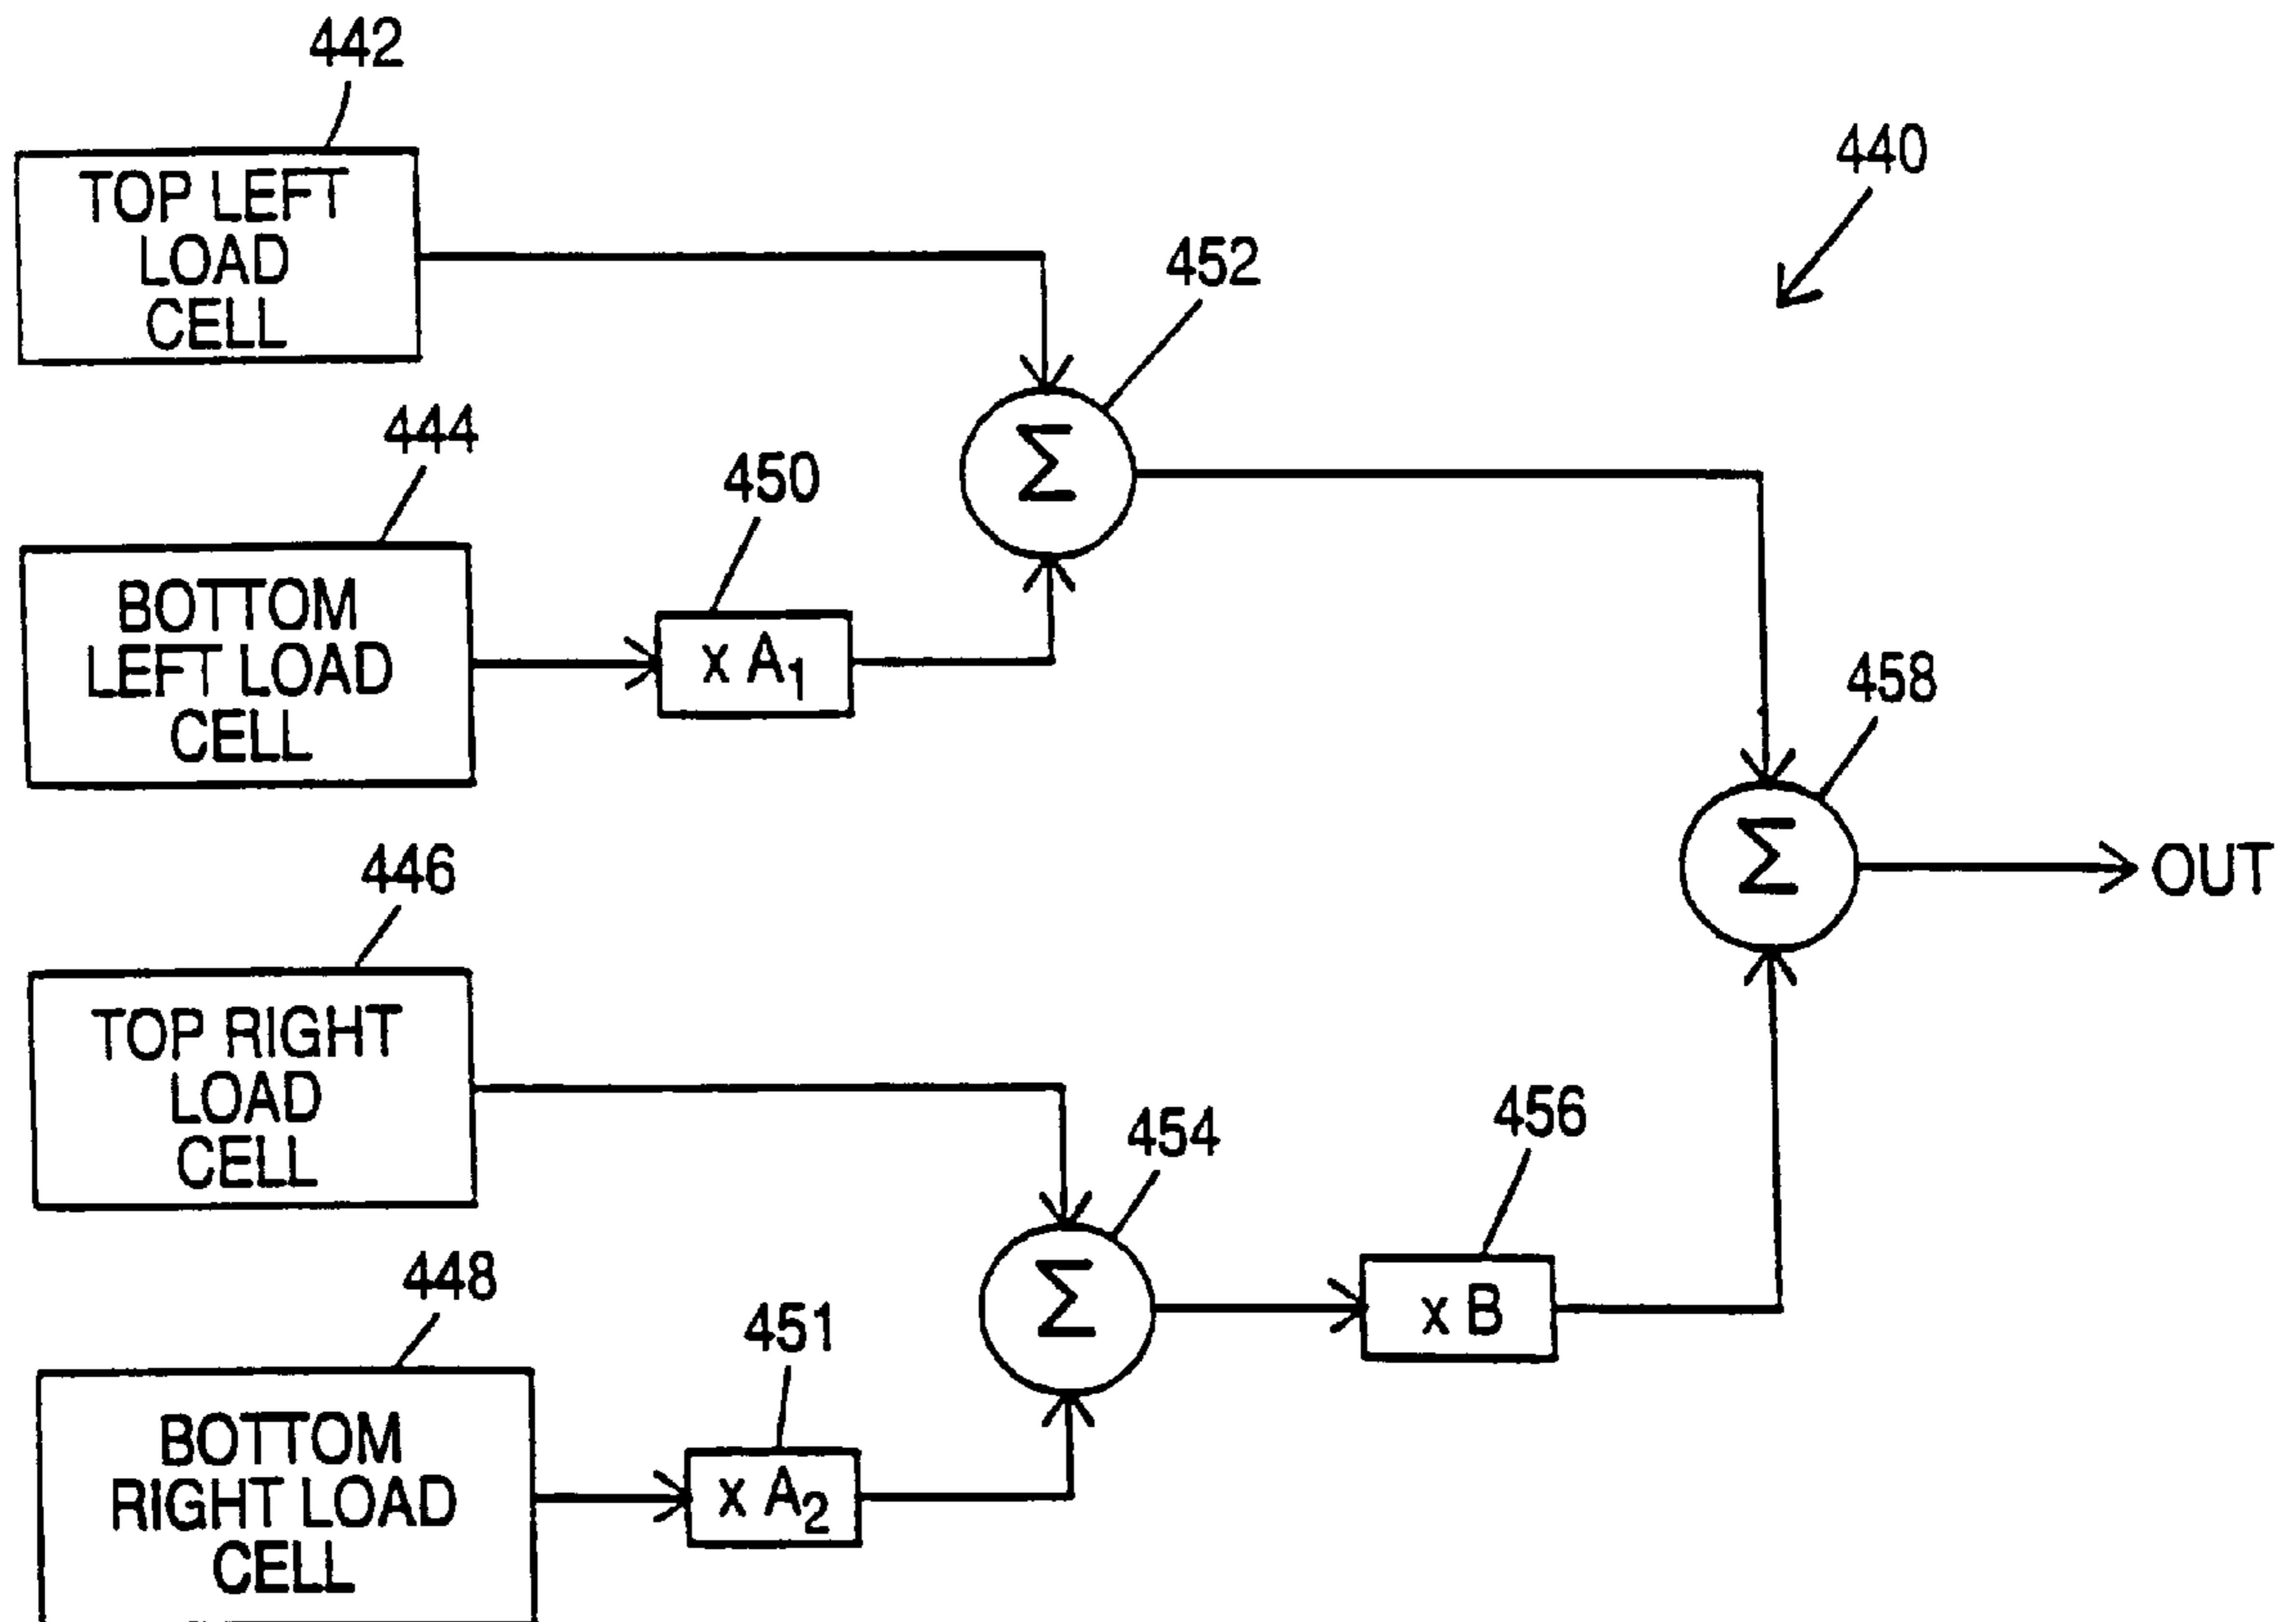 442
TOP LEFT
LOAD
CELL
440
452
Σ
444
BOTTOM
LEFT LOAD
CELL
450
x A₁
458
Σ
OUT
446
TOP RIGHT
LOAD
CELL
454
Σ
456
x B
448
BOTTOM
RIGHT LOAD
CELL
451
x A₂